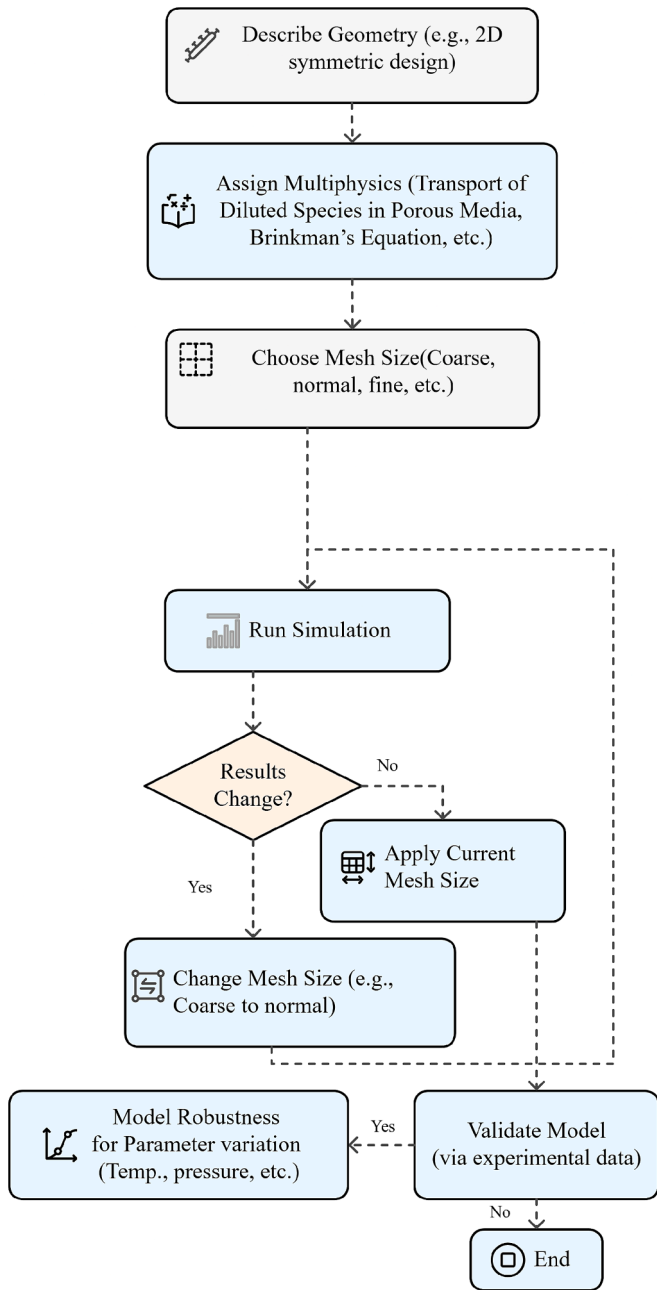 Describe Geometry (e.g., 2D
symmetric design)
Assign Multiphysics (Transport of
Diluted Species in Porous Media,
Brinkman’s Equation, etc.)
Choose Mesh Size(Coarse,
normal, fine, etc.)
Run Simulation
Results
Change?
No
Apply Current
Mesh Size
Yes
Change Mesh Size (e.g.,
Coarse to normal)
Model Robustness
for Parameter variation
(Temp., pressure, etc.)
Yes
Validate Model
(via experimental data)
No
End